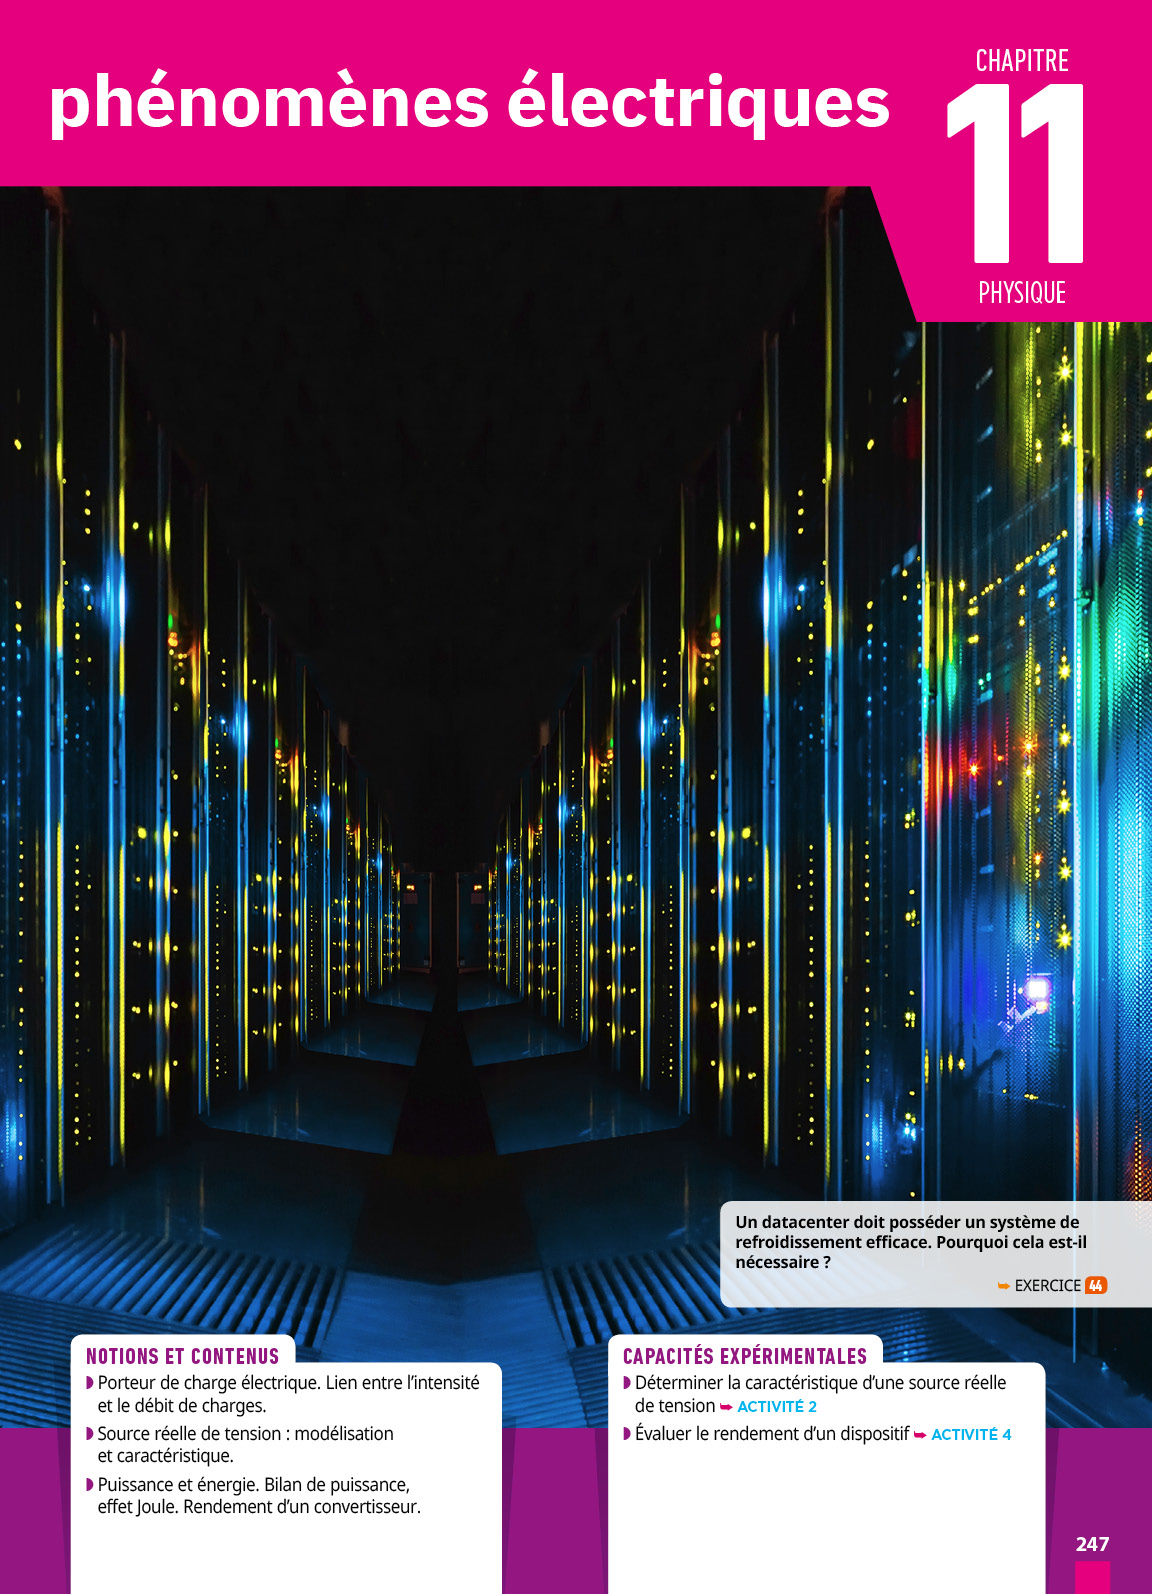 phénomènes électriques
CHAPITRE
11
PHYSIQUE
Un datacenter doit posséder un système de
refroidissement efficace. Pourquoi cela est-il
nécessaire ?
➥ EXERCICE 44
NOTIONS ET CONTENUS
◗ Porteur de charge électrique. Lien entre l’intensité
et le débit de charges.
◗ Source réelle de tension : modélisation
et caractéristique.
◗ Puissance et énergie. Bilan de puissance,
effet Joule. Rendement d’un convertisseur.
CAPACITÉS EXPÉRIMENTALES
◗ Déterminer la caractéristique d’une source réelle
de tension ➥ ACTIVITÉ 2
◗ Évaluer le rendement d’un dispositif ➥ ACTIVITÉ 4
247